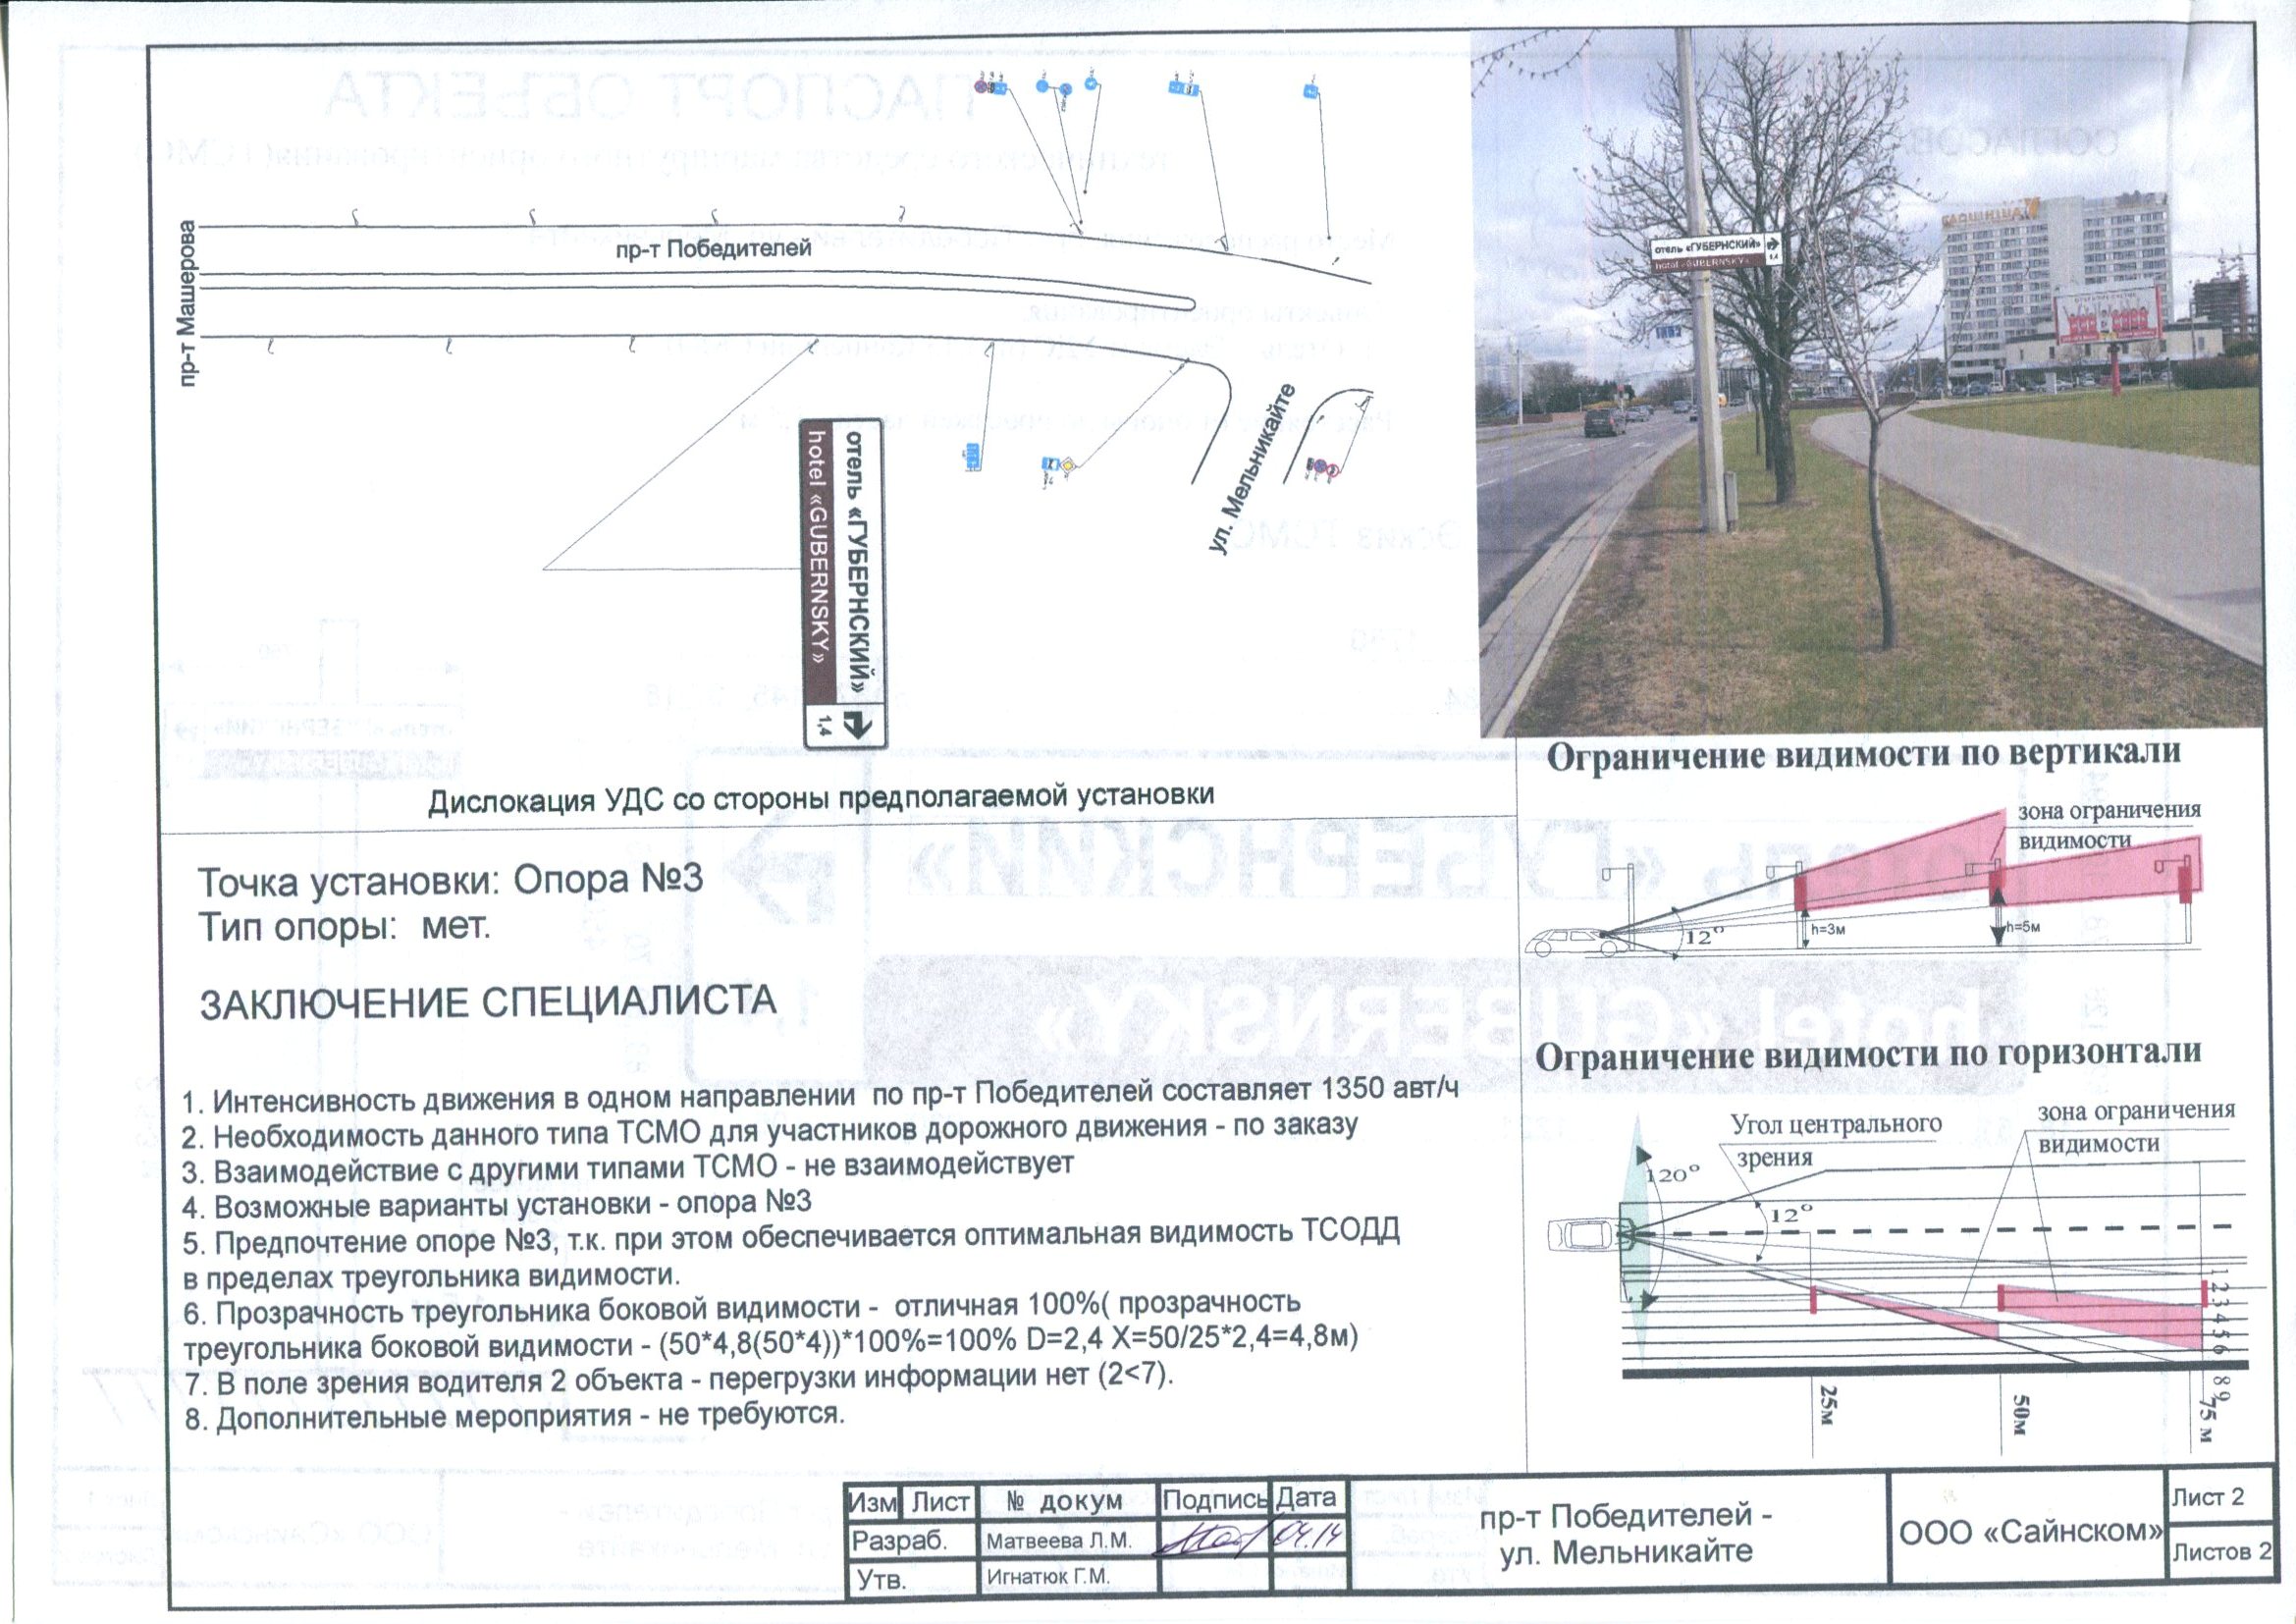 пр-т Машерова
пр-т Победителей
ул. Мельникайте
отель «ГУБЕРНСКИЙ»
hotel «GUBERNSKY»
1,4
Дислокация УДС со стороны предполагаемой установки
отель «ГУБЕРНСКИЙ»
hotel «GUBERNSKY»
1,4
Точка установки: Опора №3
Тип опоры: мет.
ЗАКЛЮЧЕНИЕ СПЕЦИАЛИСТА
1. Интенсивность движения в одном направлении по пр-т Победителей составляет 1350 авт/ч
2. Необходимость данного типа ТСМО для участников дорожного движения - по заказу
3. Взаимодействие с другими типами ТСМО - не взаимодействует
4. Возможные варианты установки - опора №3
5. Предпочтение опоре №3, т.к. при этом обеспечивается оптимальная видимость ТСОДД
в пределах треугольника видимости.
6. Прозрачность треугольника боковой видимости - отличная 100%( прозрачность
треугольника боковой видимости - (50*4,8(50*4))*100%=100% D=2,4 X=50/25*2,4=4,8м)
7. В поле зрения водителя 2 объекта - перегрузки информации нет (2<7).
8. Дополнительные мероприятия - не требуются.
Ограничение видимости по вертикали
зона ограничения
видимости
12°
h=3м
h=5м
Ограничение видимости по горизонтали
Угол центрального
зрения
зона ограничения
видимости
120°
12°
1 2 3 4 5 6
8 9
25м
50м
75 м
Изм Лист № докум Подпись Дата
Разраб. Матвеева Л.М. 04.14
Утв. Игнатюк Г.М.
пр-т Победителей -
ул. Мельникайте
ООО «Сайнском»
Лист 2
Листов 2